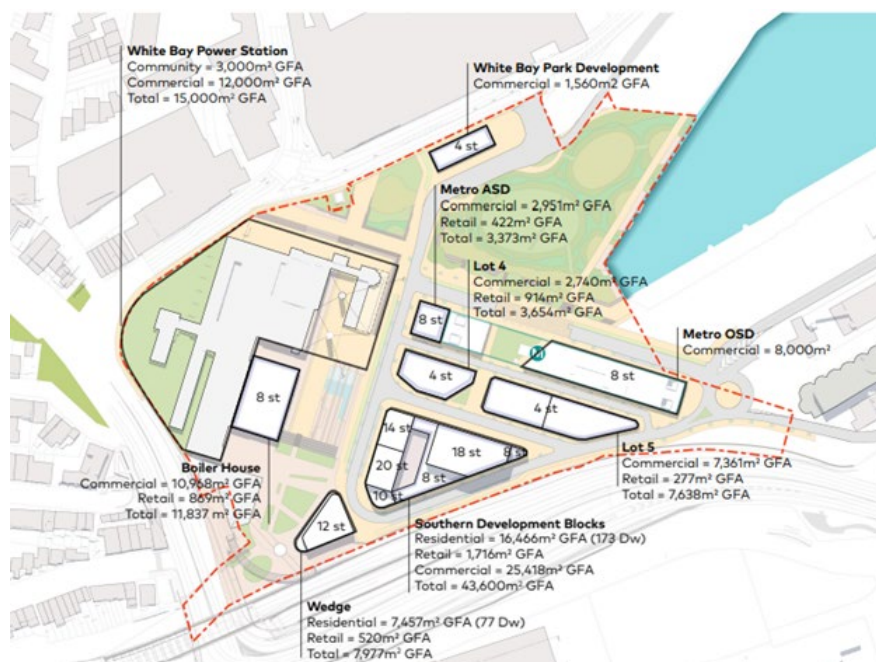 White Bay Power Station
Community = 3,000m² GFA
Commercial = 12,000m² GFA
Total = 15,000m² GFA
White Bay Park Development
Commercial = 1,560m2 GFA
4 st
Metro ASD
Commercial = 2,951m² GFA
Retail = 422m² GFA
Total = 3,373m² GFA
Lot 4
Commercial = 2,740m² GFA
Retail = 914m² GFA
Total = 3,654m² GFA
8 st
Metro OSD
Commercial = 8,000m²
M
8 st
4 st
8 st
4 st
14 st
18 st
8 st
20 st
8 st
10 st
Lot 5
Commercial = 7,361m² GFA
Retail = 277m² GFA
Total = 7,638m² GFA
Boiler House
Commercial = 10,968m² GFA
Retail = 869m² GFA
Total = 11,837 m² GFA
12 st
Southern Development Blocks
Residential = 16,466m² GFA (173 Dw)
Retail = 1,716m² GFA
Commercial = 25,418m² GFA
Total = 43,600m² GFA
Wedge
Residential = 7,457m² GFA (77 Dw)
Retail = 520m² GFA
Total = 7,977m² GFA